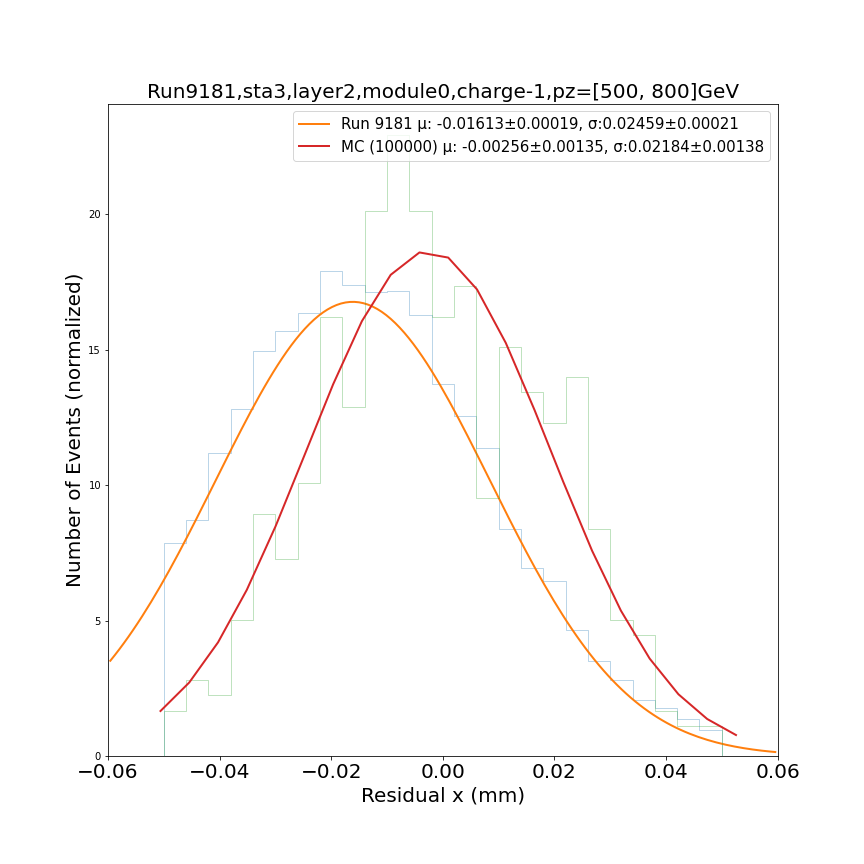 Run9181,sta3,layer2,module0,charge-1,pz=[500, 800]GeV
Run 9181 μ: -0.01613±0.00019, σ:0.02459±0.00021
MC (100000) μ: -0.00256±0.00135, σ:0.02184±0.00138
Number of Events (normalized)
20
15
10
5
0
−0.06 −0.04 −0.02 0.00 0.02 0.04 0.06
Residual x (mm)